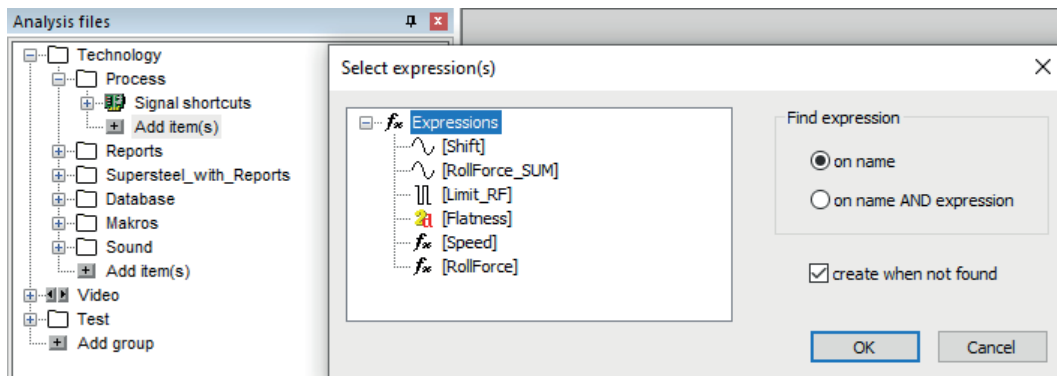 Analysis files
Technology
Process
Signal shortcuts
Add item(s)
Reports
Supersteel_with_Reports
Database
Makros
Sound
Add item(s)
Video
Test
Add group
Select expression(s)
Expressions
[Shift]
[RollForce_SUM]
[Limit_RF]
[Flatness]
[Speed]
[RollForce]
Find expression
on name
on name AND expression
create when not found
OK
Cancel